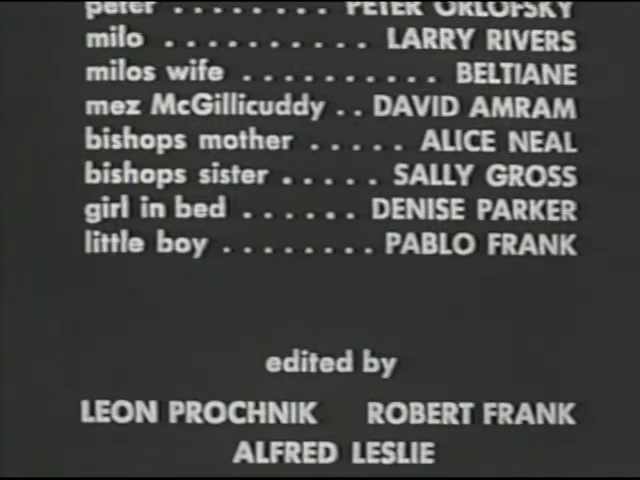 peter . . . . . . . . . PETER ORLOFSKY
milo . . . . . . . . . . LARRY RIVERS
milos wife . . . . . . . . . . BELTIANE
mez McGillicuddy . . DAVID AMRAM
bishops mother . . . . . ALICE NEAL
bishops sister . . . . . SALLY GROSS
girl in bed . . . . . . DENISE PARKER
little boy . . . . . . . . PABLO FRANK
edited by
LEON PROCHNIK ROBERT FRANK
ALFRED LESLIE